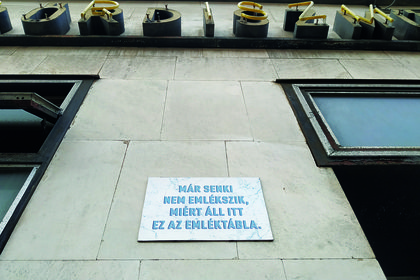 MÁR SENKI
NEM EMLÉKSZIK,
MIÉRT ÁLL ITT
EZ AZ EMLÉKTÁBLA.